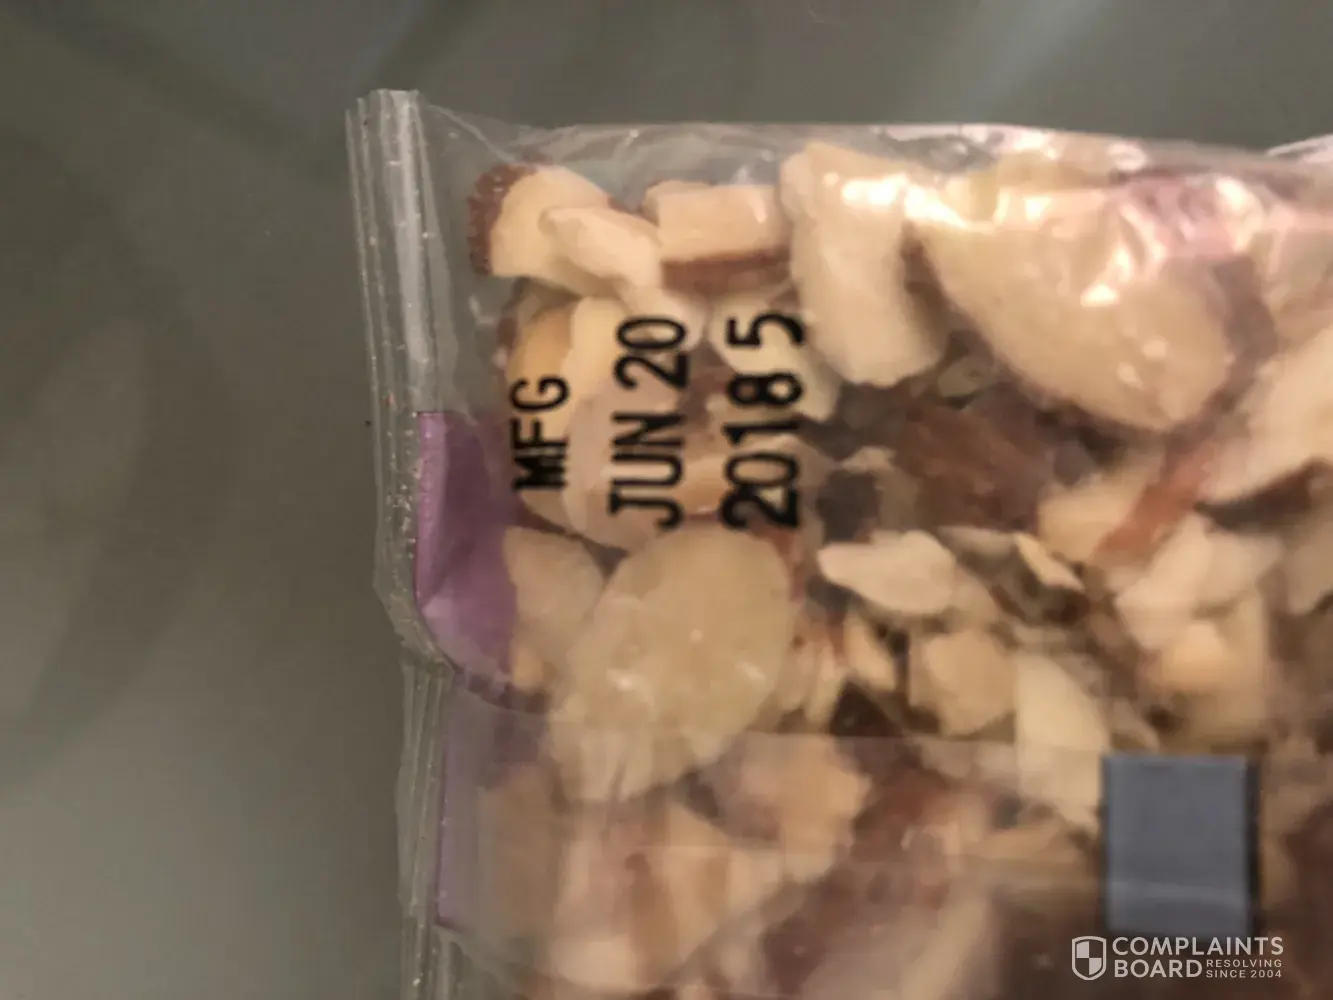 MFG
JUN 20
2018 5
COMPLAINTS
BOARD RESOLVING
SINCE 2004